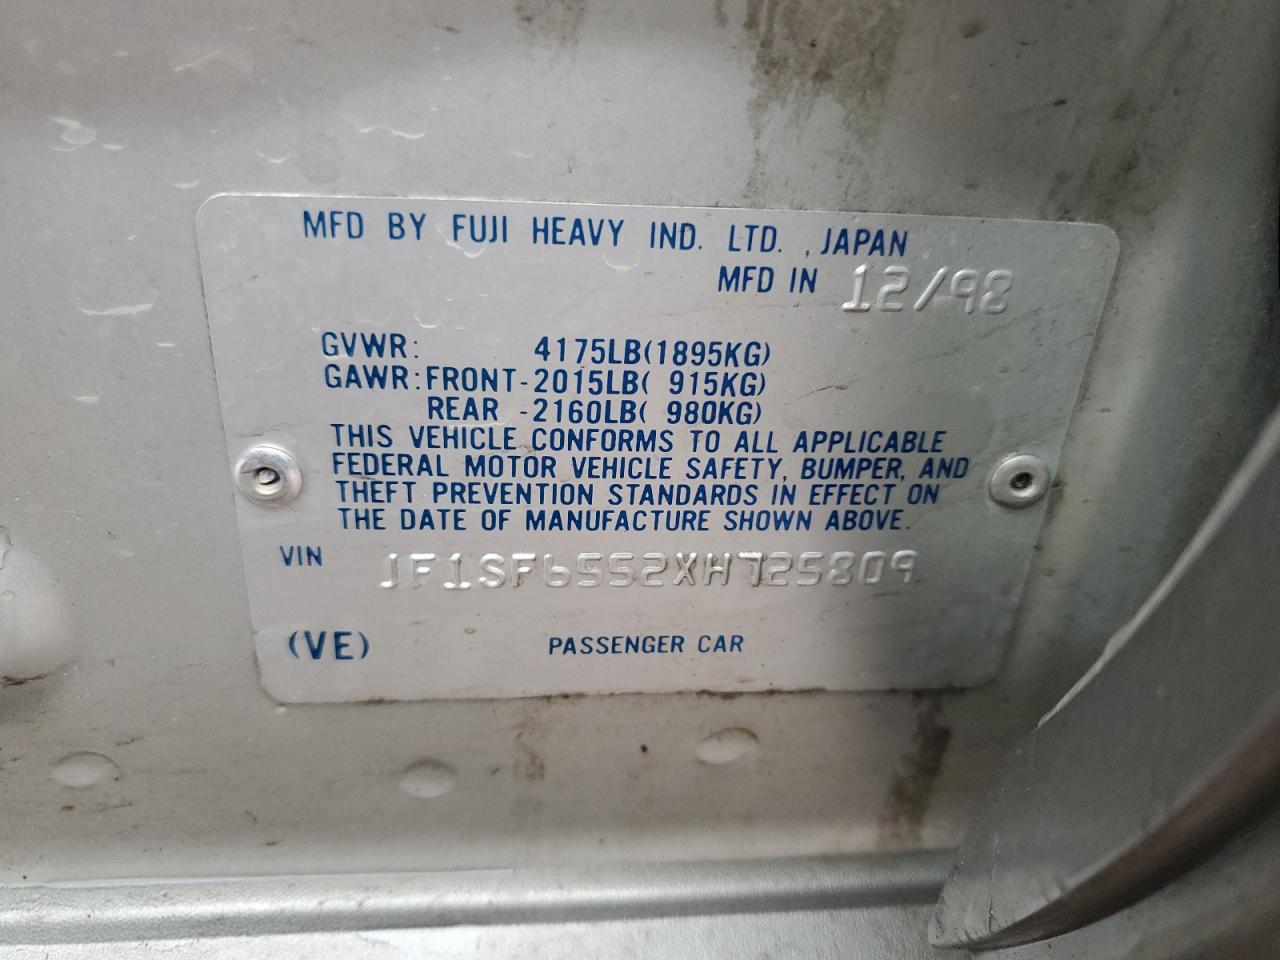 MFD BY FUJI HEAVY IND. LTD. , JAPAN
MFD IN 12/98
GVWR: 4175LB(1895KG)
GAWR:FRONT-2015LB( 915KG)
REAR -2160LB( 980KG)
THIS VEHICLE CONFORMS TO ALL APPLICABLE
FEDERAL MOTOR VEHICLE SAFETY, BUMPER, AND
THEFT PREVENTION STANDARDS IN EFFECT ON
THE DATE OF MANUFACTURE SHOWN ABOVE.
VIN JF1SF6552XH725809
(VE) PASSENGER CAR